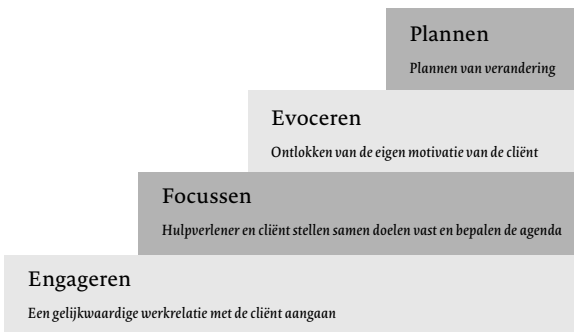 Plannen
Plannen van verandering
Evoceren
Ontlokken van de eigen motivatie van de cliënt
Focussen
Hulpverlener en cliënt stellen samen doelen vast en bepalen de agenda
Engageren
Een gelijkwaardige werkrelatie met de cliënt aangaan